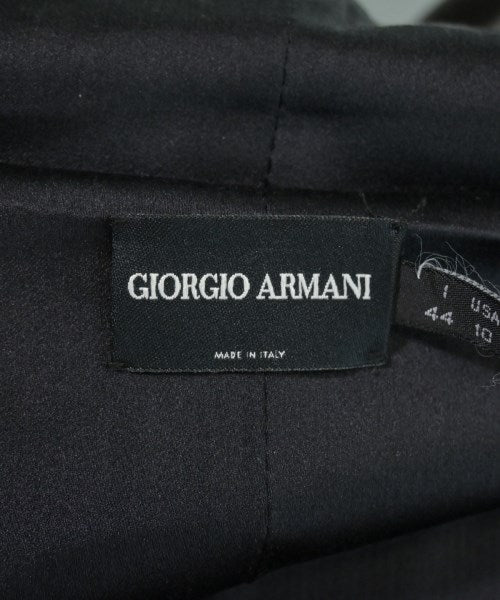 GIORGIO ARMANI
MADE IN ITALY
I USA
44 10